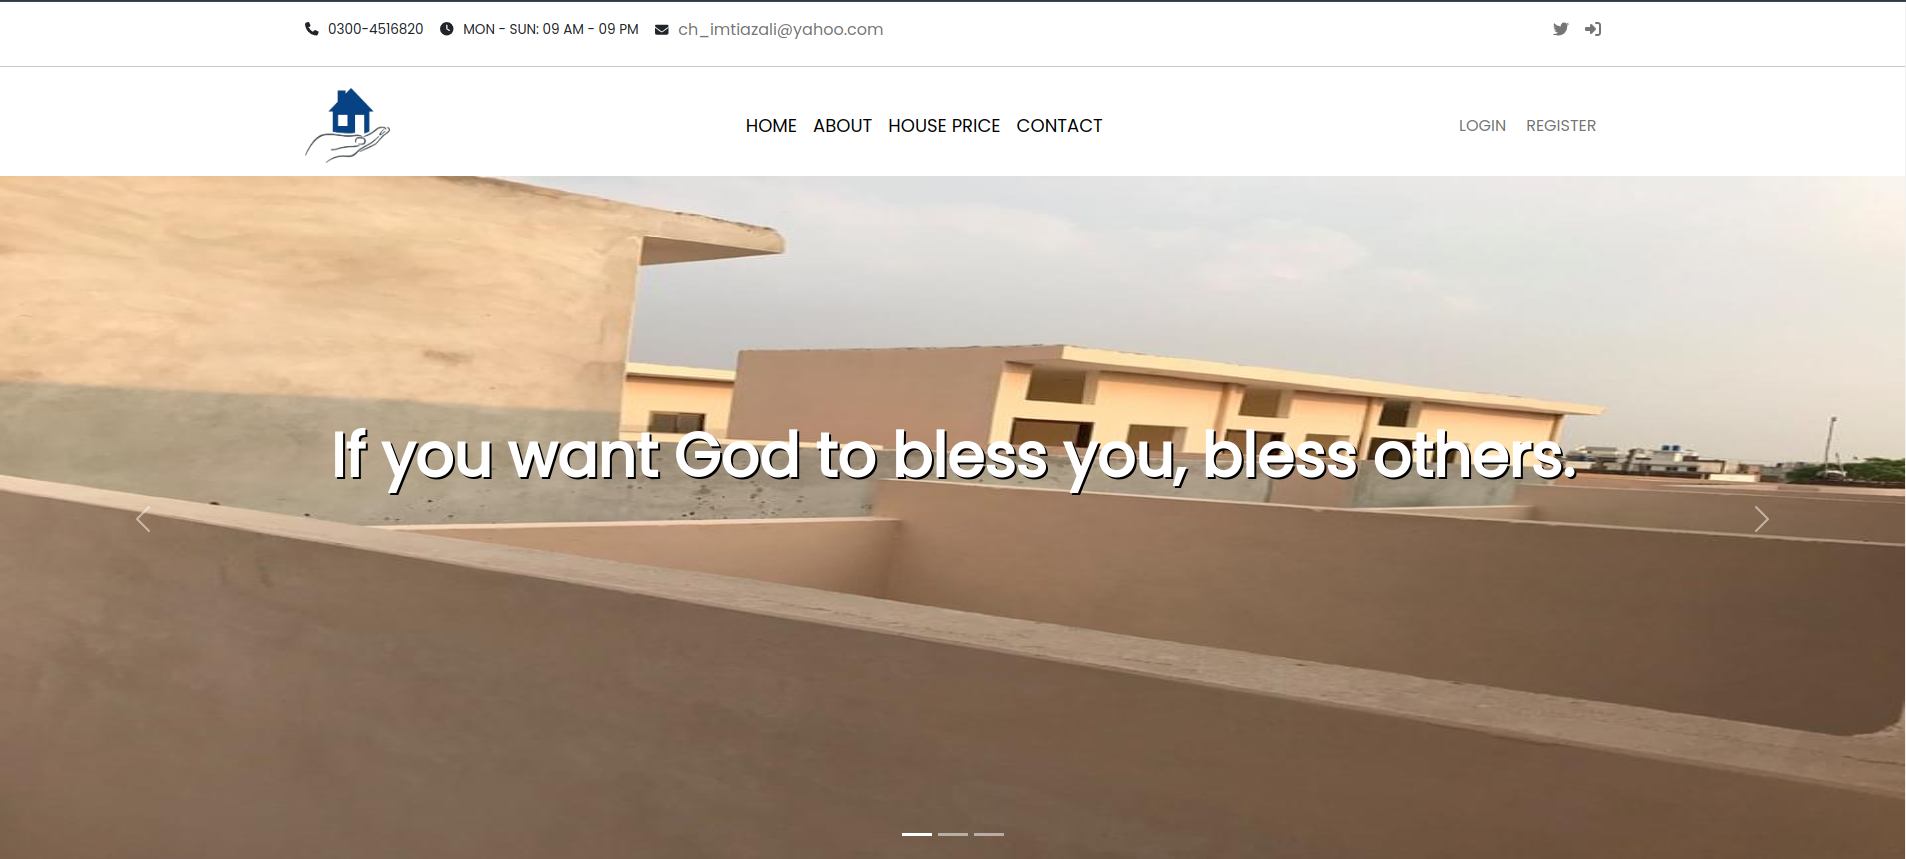 0300-4516820 MON - SUN: 09 AM - 09 PM ch_imtiazali@yahoo.com
HOME ABOUT HOUSE PRICE CONTACT LOGIN REGISTER
If you want God to bless you, bless others.